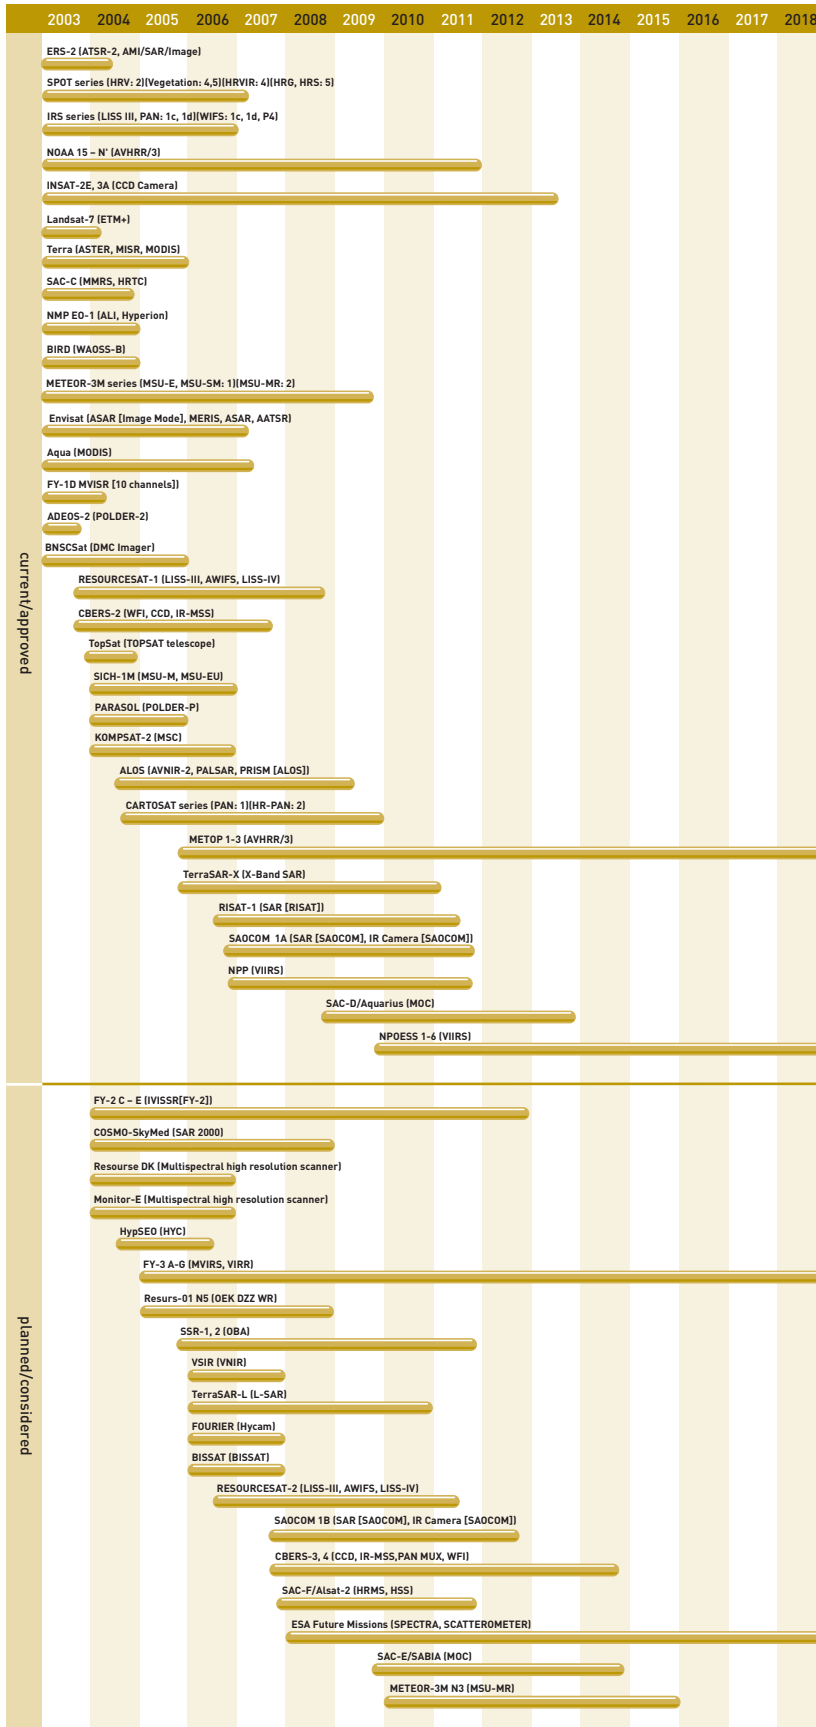 2003 2004 2005 2006 2007 2008 2009 2010 2011 2012 2013 2014 2015 2016 2017 2018
current/approved
ERS-2 (ATSR-2, AMI/SAR/Image)
SPOT series (HRV: 2)(Vegetation: 4,5)(HRVIR: 4)(HRG, HRS: 5)
IRS series (LISS III, PAN: 1c, 1d)(WIFS: 1c, 1d, P4)
NOAA 15 – N' (AVHRR/3)
INSAT-2E, 3A (CCD Camera)
Landsat-7 (ETM+)
Terra (ASTER, MISR, MODIS)
SAC-C (MMRS, HRTC)
NMP EO-1 (ALI, Hyperion)
BIRD (WAOSS-B)
METEOR-3M series (MSU-E, MSU-SM: 1)(MSU-MR: 2)
Envisat (ASAR [Image Mode], MERIS, ASAR, AATSR)
Aqua (MODIS)
FY-1D MVISR [10 channels])
ADEOS-2 (POLDER-2)
BNSCSat (DMC Imager)
RESOURCESAT-1 (LISS-III, AWIFS, LISS-IV)
CBERS-2 (WFI, CCD, IR-MSS)
TopSat (TOPSAT telescope)
SICH-1M (MSU-M, MSU-EU)
PARASOL (POLDER-P)
KOMPSAT-2 (MSC)
ALOS (AVNIR-2, PALSAR, PRISM [ALOS])
CARTOSAT series (PAN: 1)(HR-PAN: 2)
METOP 1-3 (AVHRR/3)
TerraSAR-X (X-Band SAR)
RISAT-1 (SAR [RISAT])
SAOCOM 1A (SAR [SAOCOM], IR Camera [SAOCOM])
NPP (VIIRS)
SAC-D/Aquarius (MOC)
NPOESS 1-6 (VIIRS)
planned/considered
FY-2 C – E (IVISSR[FY-2])
COSMO-SkyMed (SAR 2000)
Resourse DK (Multispectral high resolution scanner)
Monitor-E (Multispectral high resolution scanner)
HypSEO (HYC)
FY-3 A-G (MVIRS, VIRR)
Resurs-01 N5 (OEK DZZ WR)
SSR-1, 2 (OBA)
VSIR (VNIR)
TerraSAR-L (L-SAR)
FOURIER (Hycam)
BISSAT (BISSAT)
RESOURCESAT-2 (LISS-III, AWIFS, LISS-IV)
SAOCOM 1B (SAR [SAOCOM], IR Camera [SAOCOM])
CBERS-3, 4 (CCD, IR-MSS,PAN MUX, WFI)
SAC-F/Alsat-2 (HRMS, HSS)
ESA Future Missions (SPECTRA, SCATTEROMETER)
SAC-E/SABIA (MOC)
METEOR-3M N3 (MSU-MR)